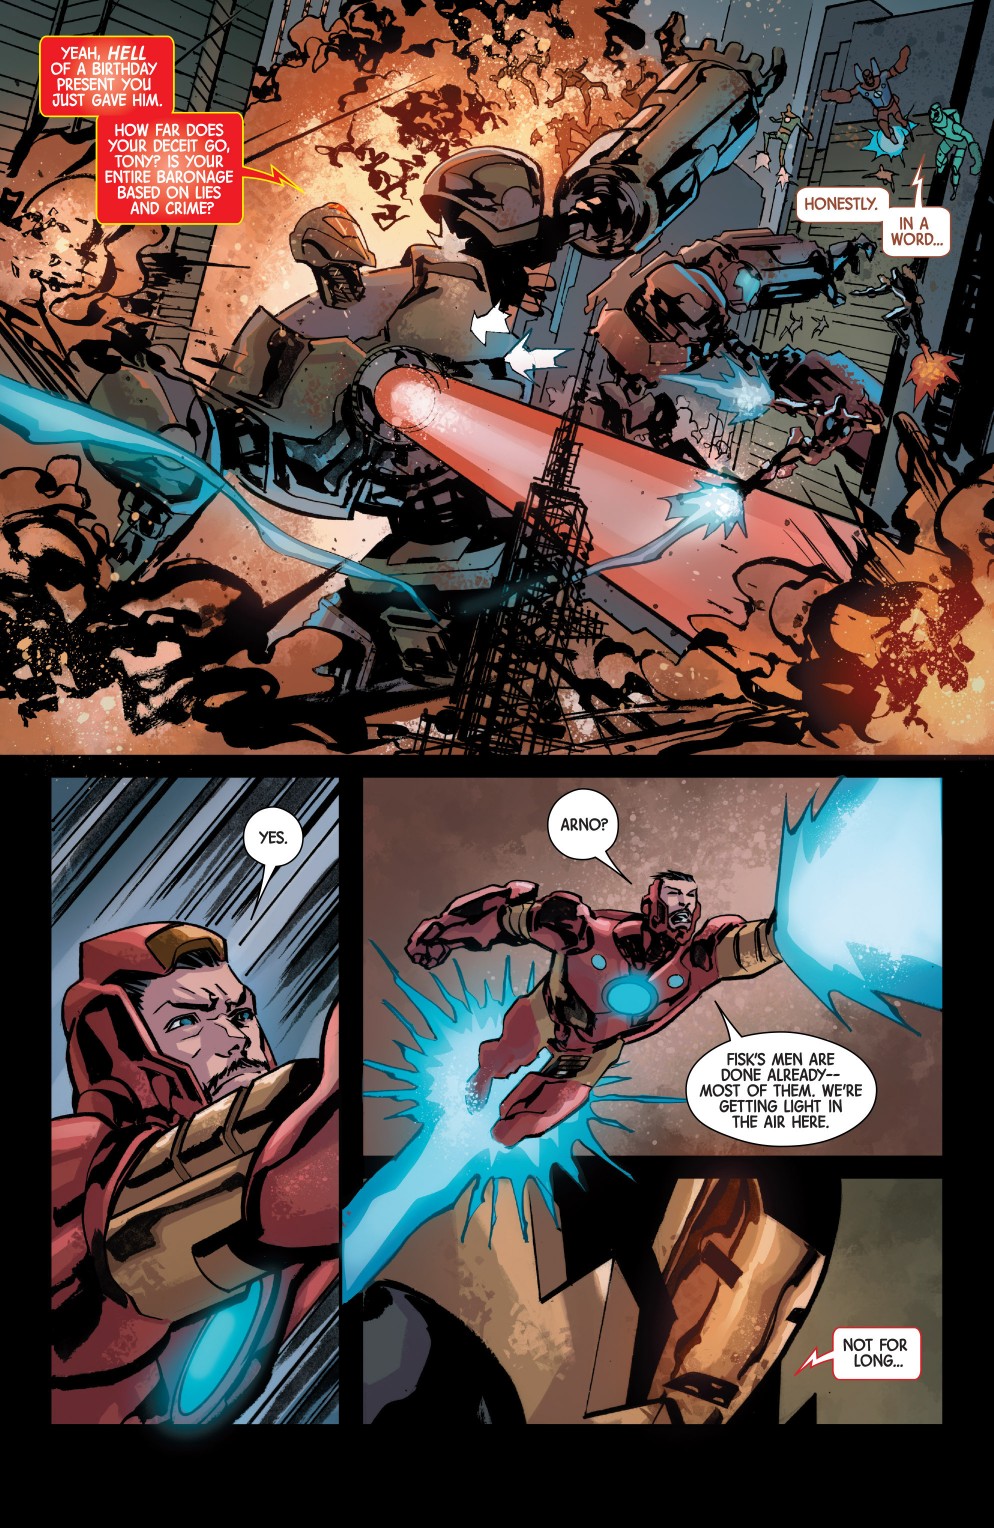 YEAH, HELL
OF A BIRTHDAY
PRESENT YOU
JUST GAVE HIM.
HOW FAR DOES
YOUR DECEIT GO,
TONY? IS YOUR
ENTIRE BARONAGE
BASED ON LIES
AND CRIME?
HONESTLY.
IN A
WORD...
YES.
ARNO?
FISK'S MEN ARE
DONE ALREADY--
MOST OF THEM. WE'RE
GETTING LIGHT IN
THE AIR HERE.
NOT FOR
LONG...